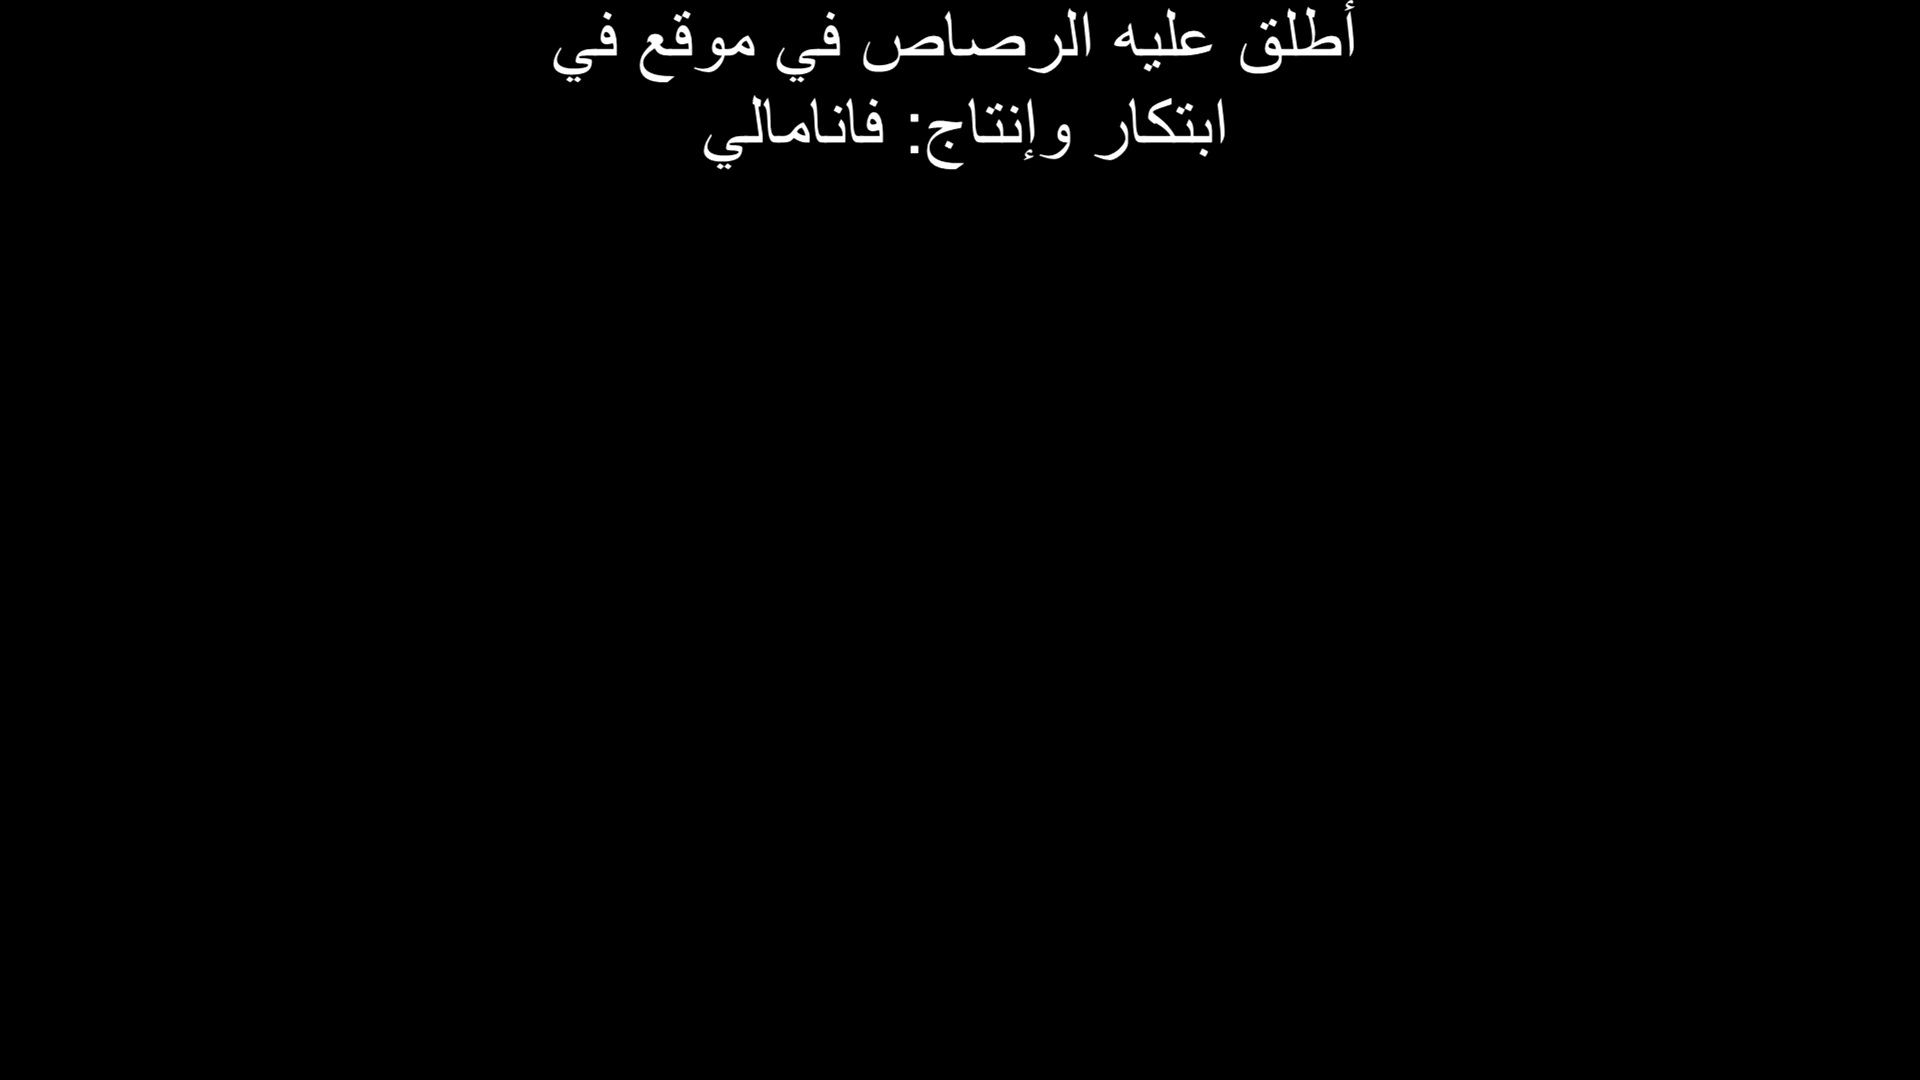 أطلق عليه الرصاص في موقع في
ابتكار وإنتاج: فانامالي